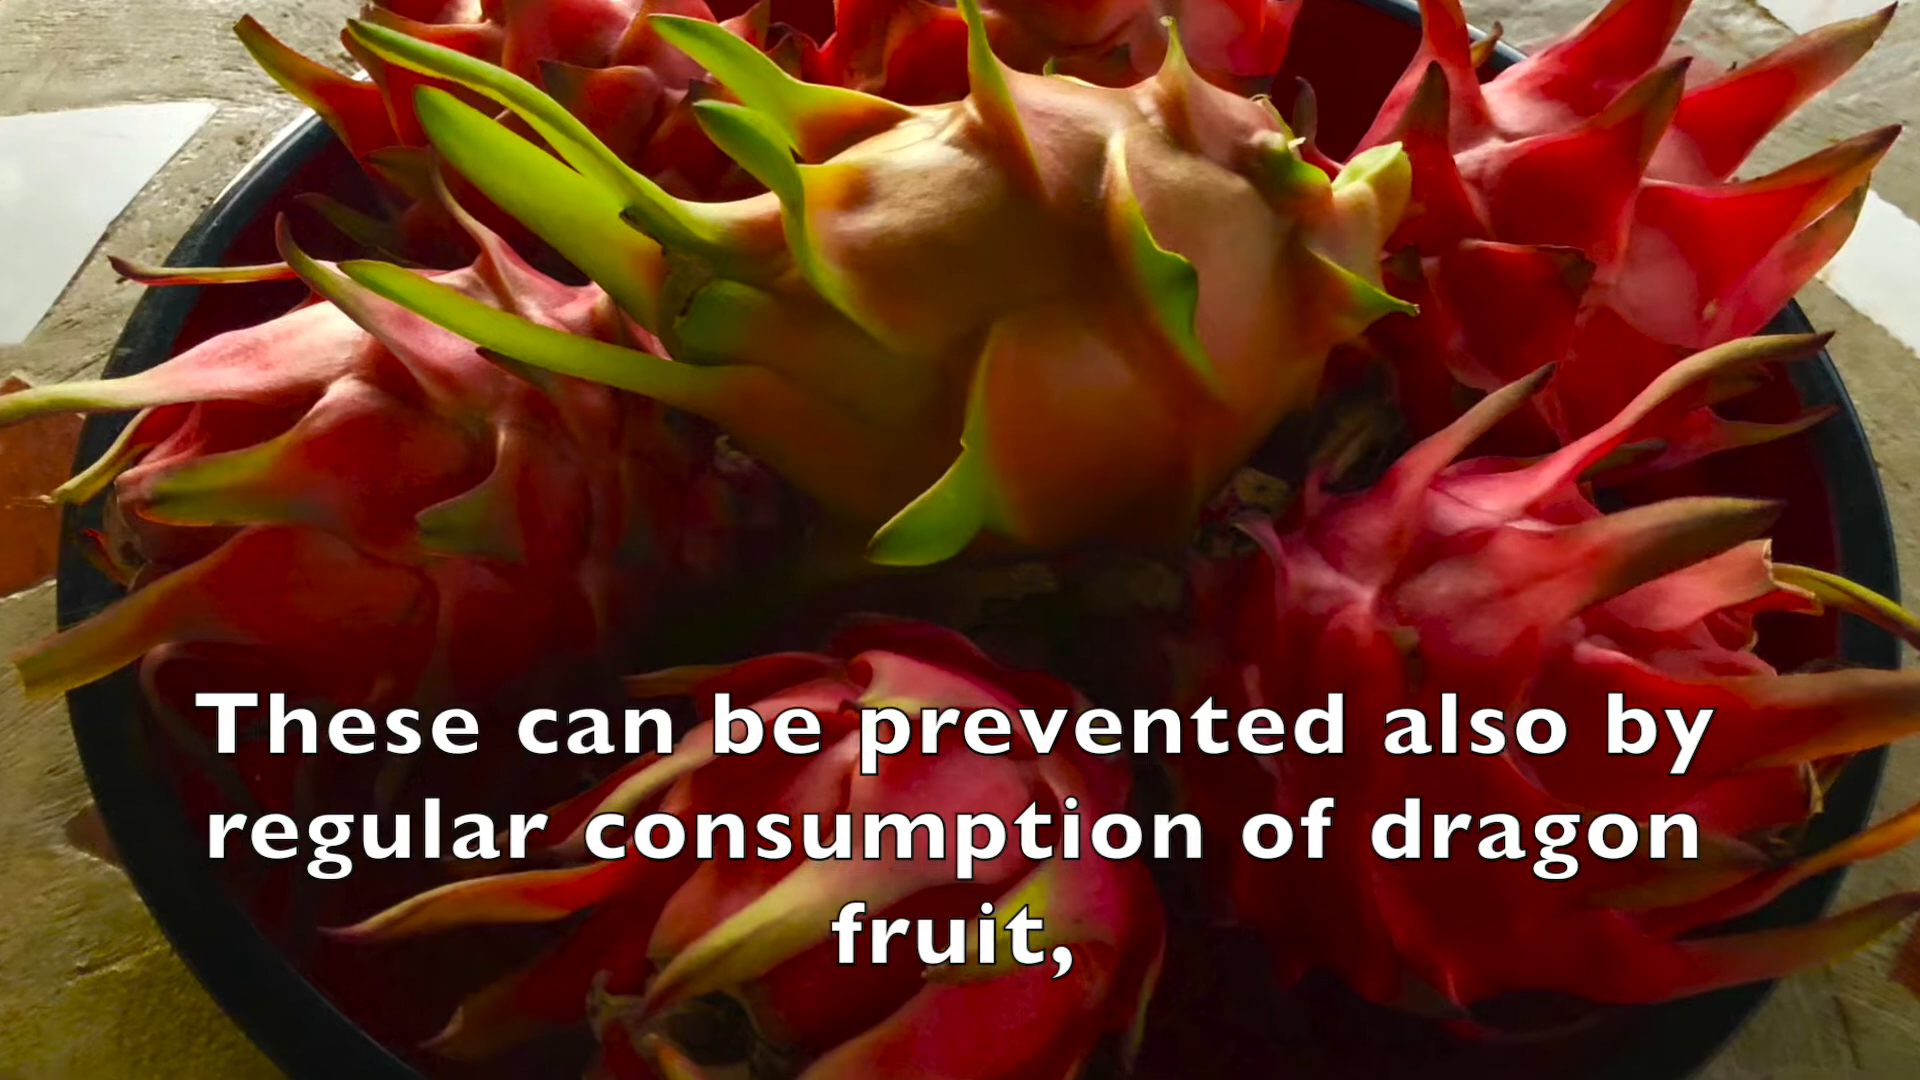 These can be prevented also by
regular consumption of dragon
fruit,